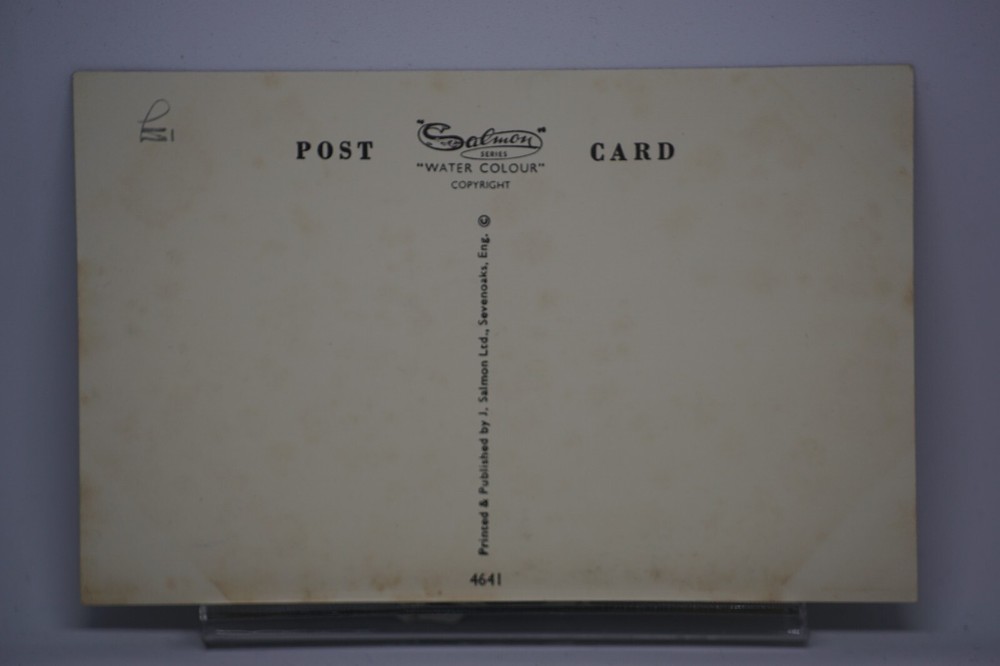 POST "Salmon" CARD
SERIES
"WATER COLOUR"
COPYRIGHT
Printed & Published by J. Salmon Ltd., Sevenoaks, Eng. ©
4641